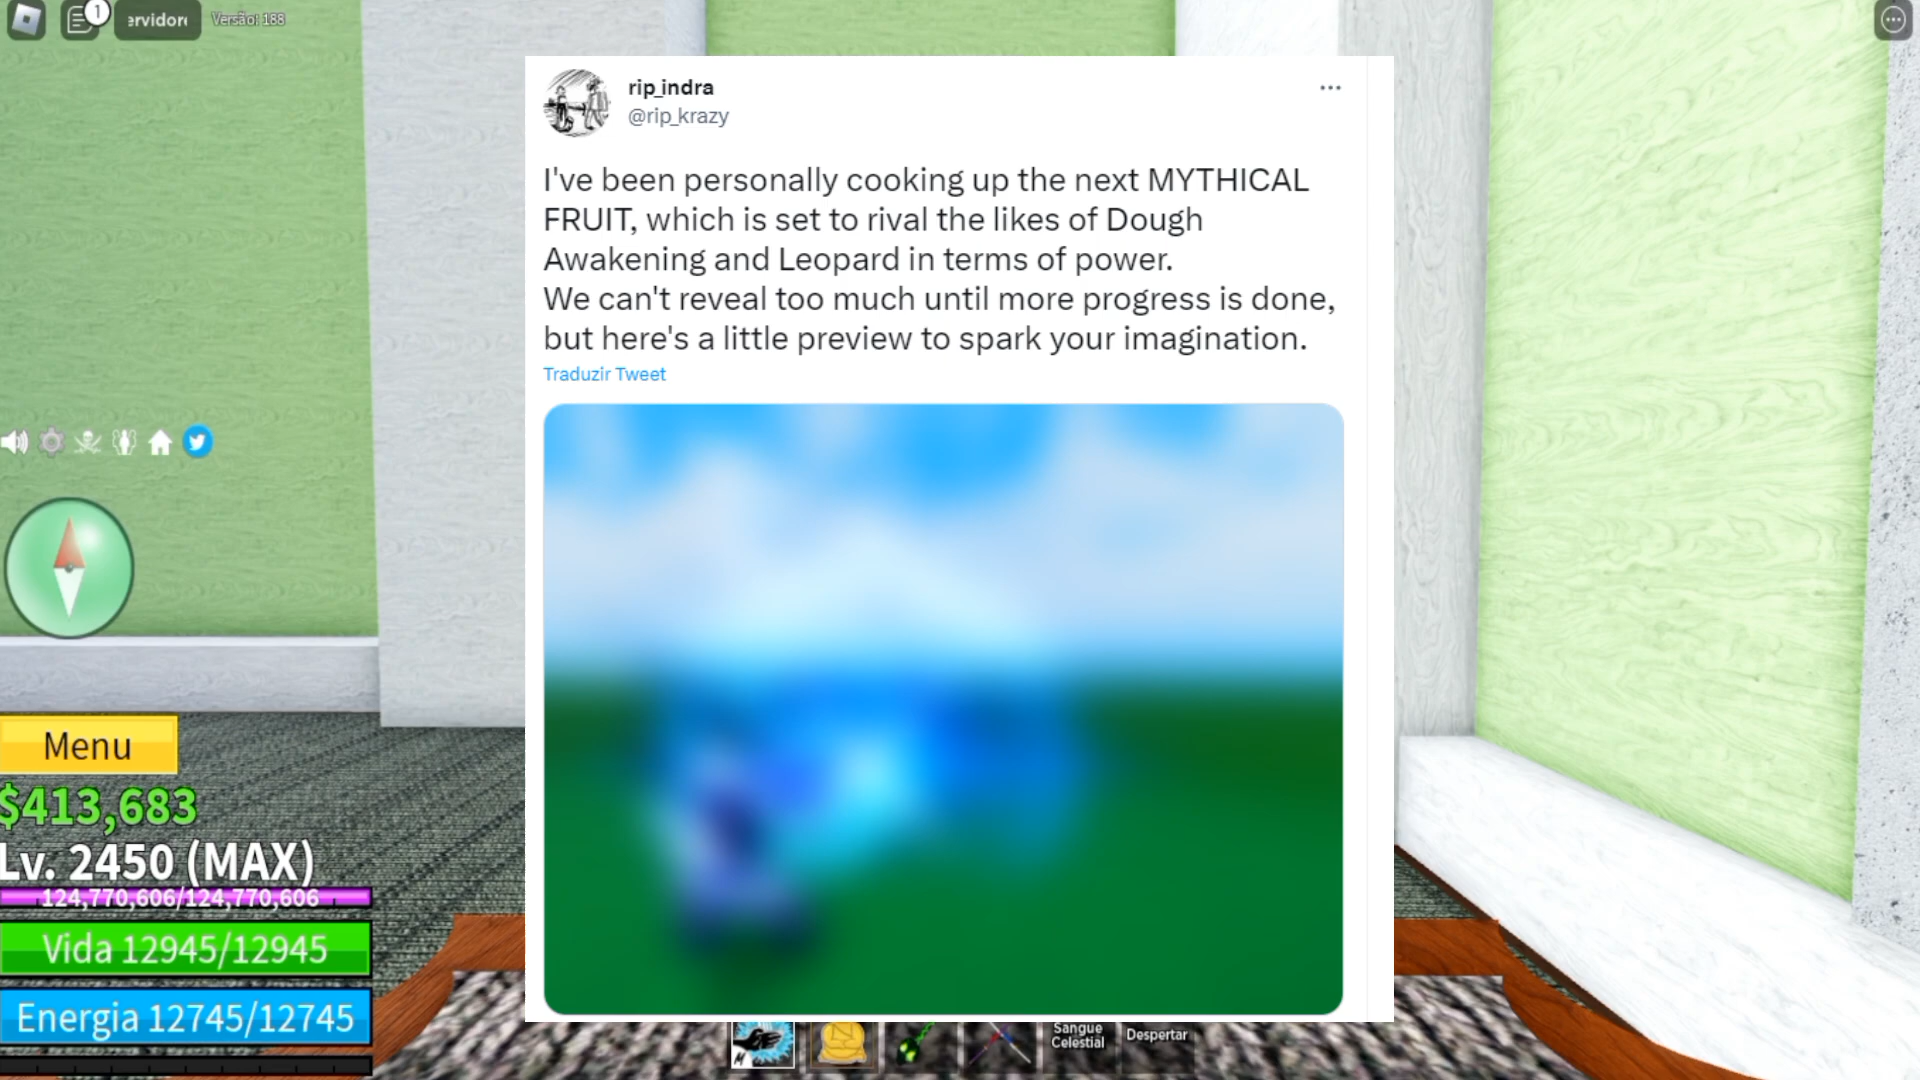 1
ervidor
Versão: 188
rip_indra
@rip_krazy
I've been personally cooking up the next MYTHICAL
FRUIT, which is set to rival the likes of Dough
Awakening and Leopard in terms of power.
We can't reveal too much until more progress is done,
but here's a little preview to spark your imagination.
Traduzir Tweet
Menu
$413,683
Lv. 2450 (MAX)
124,770,606/124,770,606
Vida 12945/12945
Energia 12745/12745
Sangue
Celestial
Despertar